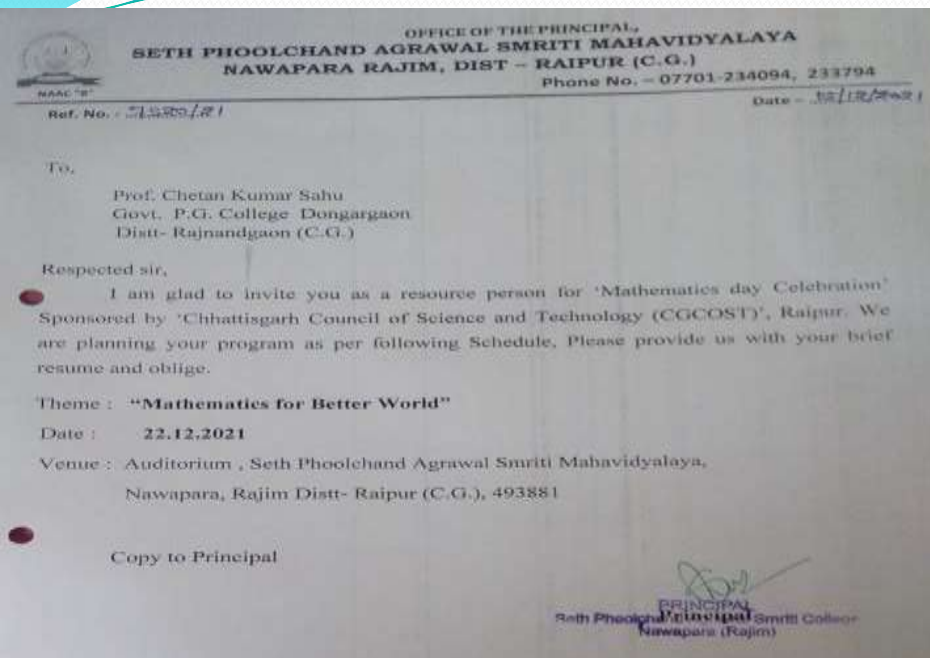 OFFICE OF THE PRINCIPAL,
SETH PHOOLCHAND AGRAWAL SMRITI MAHAVIDYALAYA
NAWAPARA RAJIM, DIST – RAIPUR (C.G.)
Phone No. – 07701-234094, 233794
NAAC "B"
Ref. No. :
Date –
To,
Prof. Chetan Kumar Sahu
Govt. P.G. College Dongargaon
Distt- Rajnandgaon (C.G.)
Respected sir,
I am glad to invite you as a resource person for 'Mathematics day Celebration'
Sponsored by 'Chhattisgarh Council of Science and Technology (CGCOST)', Raipur. We
are planning your program as per following Schedule, Please provide us with your brief
resume and oblige.
Theme : "Mathematics for Better World"
Date : 22.12.2021
Venue : Auditorium , Seth Phoolchand Agrawal Smriti Mahavidyalaya,
Nawapara, Rajim Distt- Raipur (C.G.), 493881
Copy to Principal
PRINCIPAL
Principal
Seth Smriti College
Nawapara (Rajim)